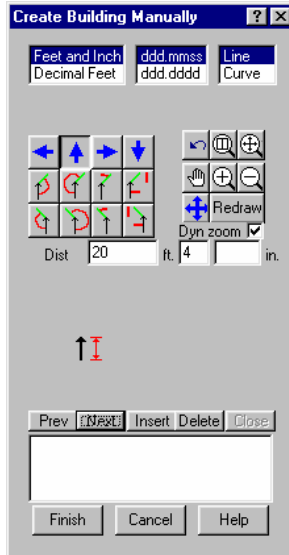 Create Building Manually ? X
Feet and Inch ddd.mmss Line
Decimal Feet ddd.dddd Curve
Redraw
Dyn zoom
Dist 20 ft. 4 in.
Prev Next Insert Delete Close
Finish Cancel Help